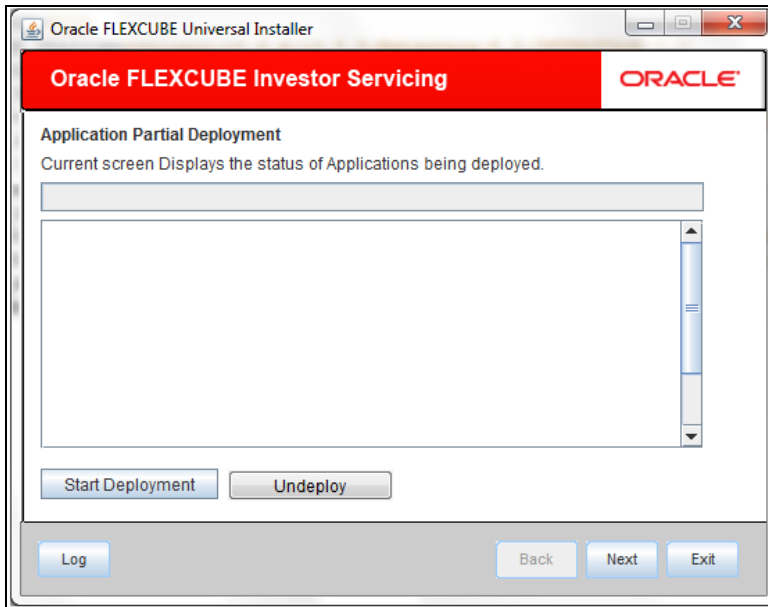 Oracle FLEXCUBE Universal Installer
Oracle FLEXCUBE Investor Servicing
ORACLE
Application Partial Deployment
Current screen Displays the status of Applications being deployed.
Start Deployment
Undeploy
Log
Back
Next
Exit